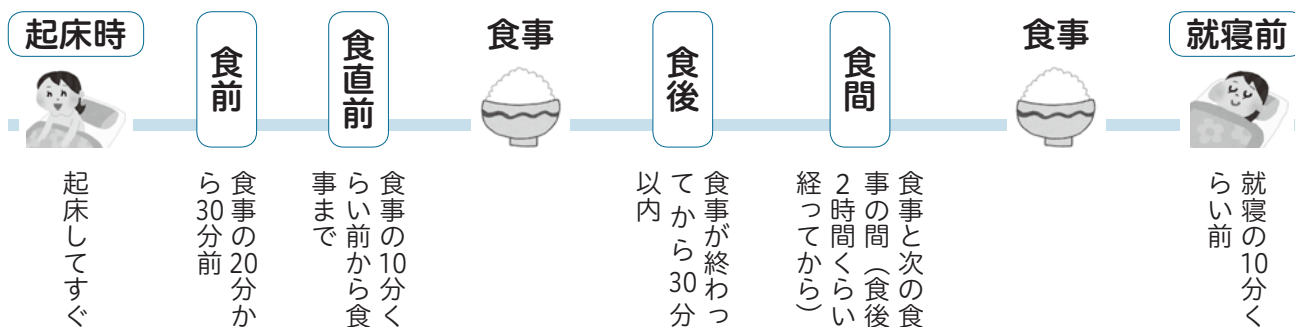 起床時
食前
食直前
食事
食後
食間
食事
就寝前
起床してすぐ
食事の20分か
ら30分前
食事の10分く
らい前から食
事まで
食事が終わっ
てから30分
以内
食事と次の食
事の間（食後
2時間くらい
経ってから）
就寝の10分く
らい前